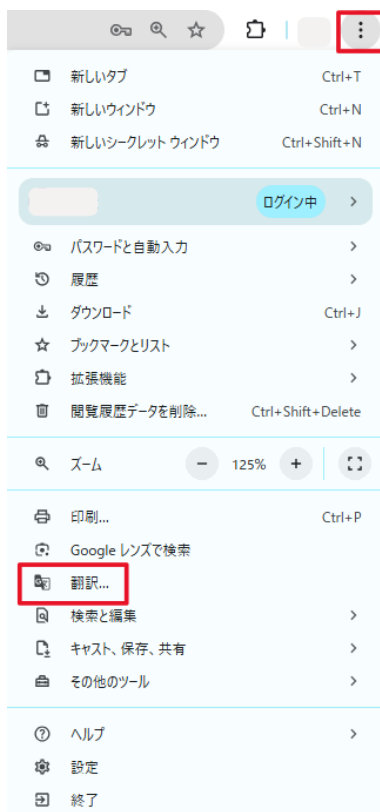 新しいタブ Ctrl+T
新しいウィンドウ Ctrl+N
新しいシークレット ウィンドウ Ctrl+Shift+N
ログイン中
パスワードと自動入力
履歴
ダウンロード Ctrl+J
ブックマークとリスト
拡張機能
閲覧履歴データを削除... Ctrl+Shift+Delete
ズーム - 125% +
印刷... Ctrl+P
Google レンズで検索
翻訳...
検索と編集
キャスト、保存、共有
その他のツール
ヘルプ
設定
終了